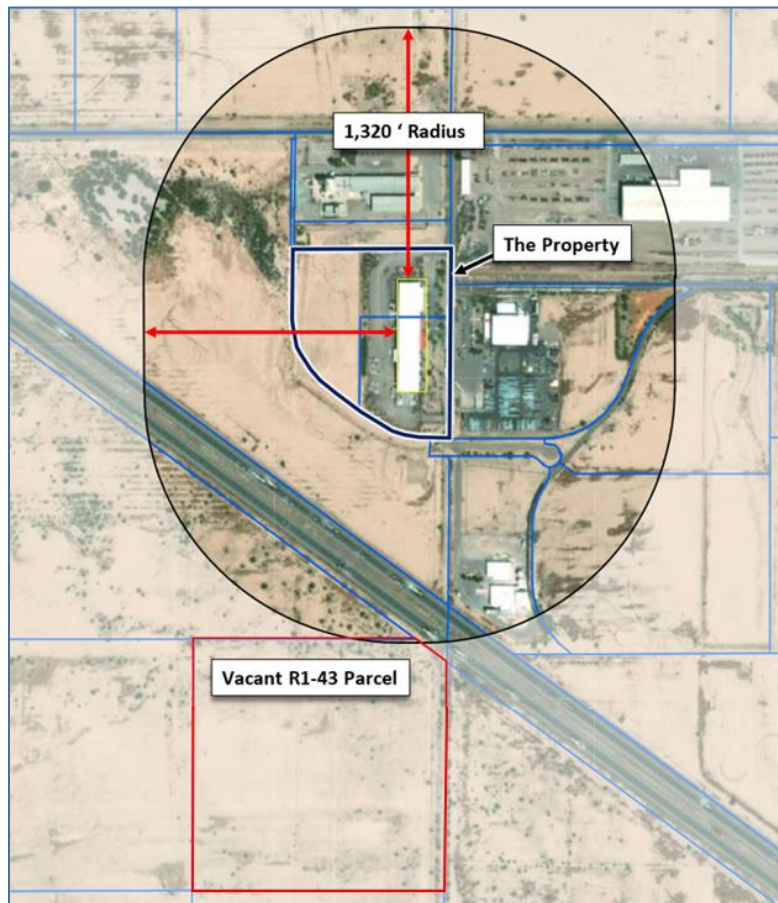 1,320 ‘ Radius
The Property
Vacant R1-43 Parcel